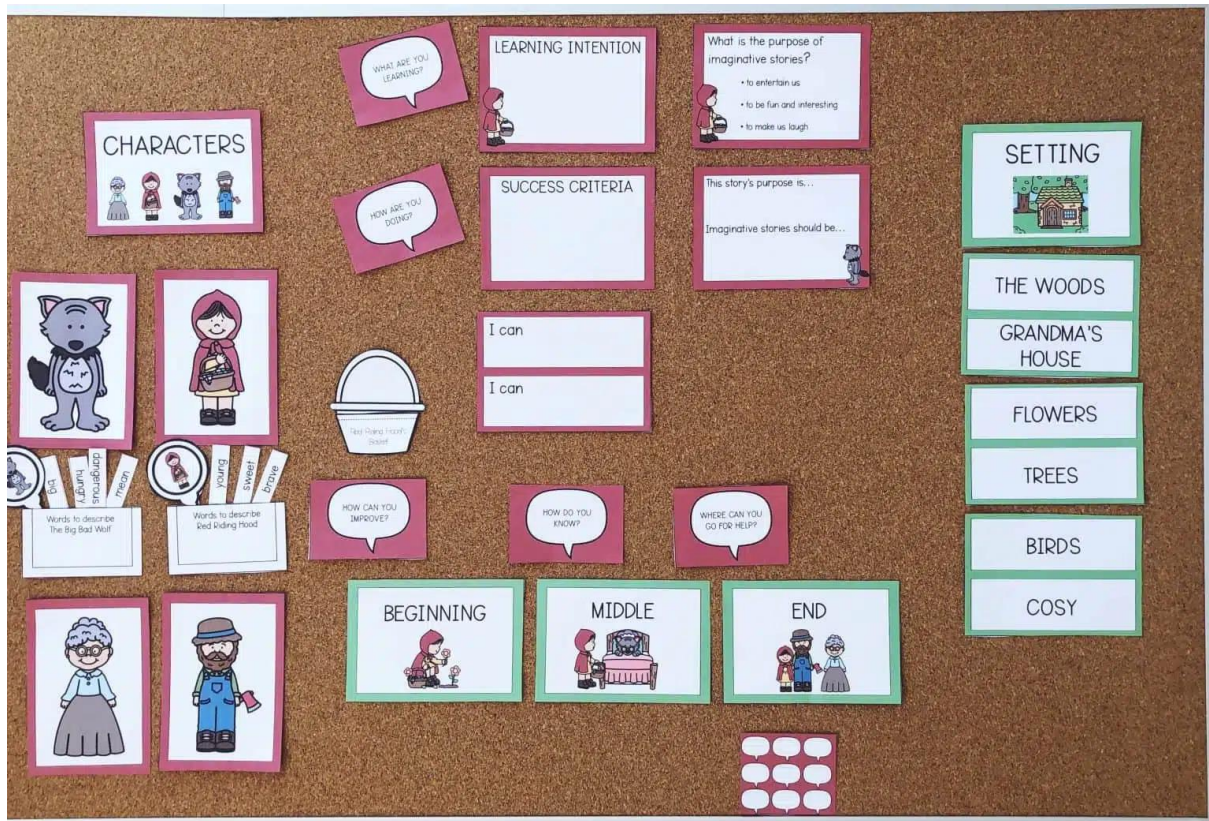 CHARACTERS
big
hungry
dangerous
mean
Words to describe
The Big Bad Wolf
young
sweet
brave
Words to describe
Red Riding Hood
WHAT ARE YOU
LEARNING?
HOW ARE YOU
DOING?
LEARNING INTENTION
SUCCESS CRITERIA
I can
I can
What is the purpose of
imaginative stories?
• to entertain us
• to be fun and interesting
• to make us laugh
This story's purpose is...
Imaginative stories should be...
Red Riding Hood's
Basket
HOW CAN YOU
IMPROVE?
HOW DO YOU
KNOW?
WHERE CAN YOU
GO FOR HELP?
BEGINNING
MIDDLE
END
SETTING
THE WOODS
GRANDMA'S
HOUSE
FLOWERS
TREES
BIRDS
COSY